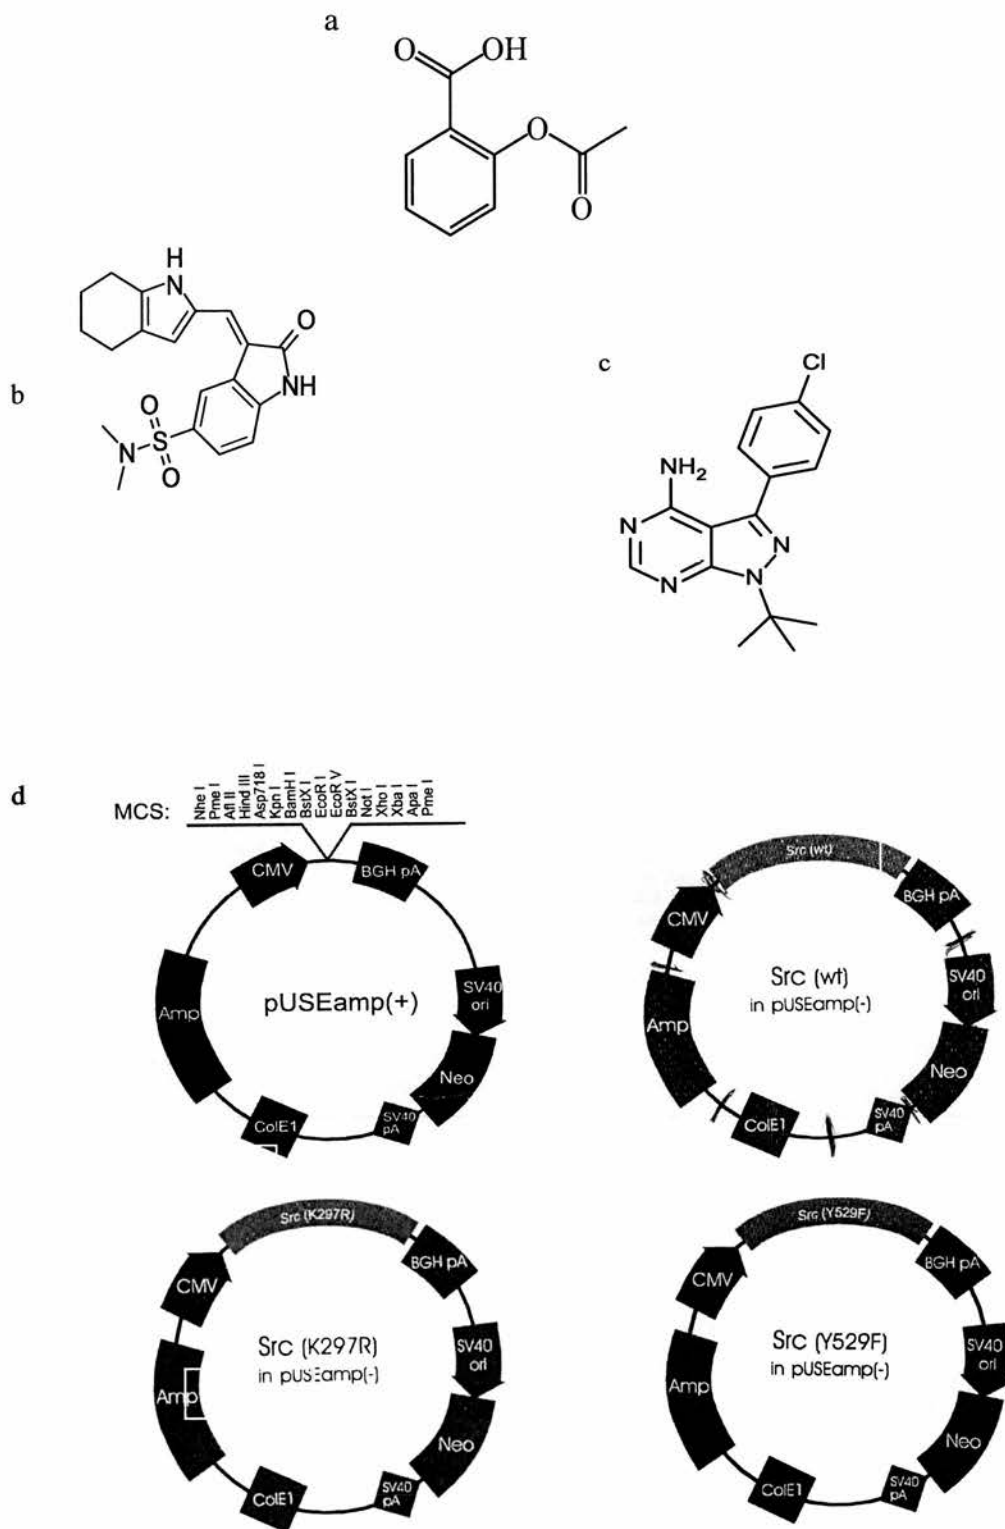 a
O
OH
O
O
H
N
O
NH
b
O
S
N
O
c
Cl
NH2
N
N
N
N
d
MCS:
Nhe I
Pme I
Afl II
Hind III
Asp718 I
Kpn I
BamH I
BstX I
EcoR I
EcoR V
BstX I
Not I
Xho I
Xba I
Apa I
Pme I
CMV
BGH pA
Amp
pUSEamp(+)
SV40
ori
Neo
SV40
pA
ColE1
Src (wt)
CMV
BGH pA
Src (wt)
in pUSEamp(-)
SV40
ori
Amp
Neo
SV40
pA
ColE1
Src (K297R)
CMV
BGH pA
Src (K297R)
in pUSEamp(-)
SV40
ori
Amp
Neo
SV40
pA
ColE1
Src (Y529F)
CMV
BGH pA
Src (Y529F)
in pUSEamp(-)
SV40
ori
Amp
Neo
SV40
pA
ColE1